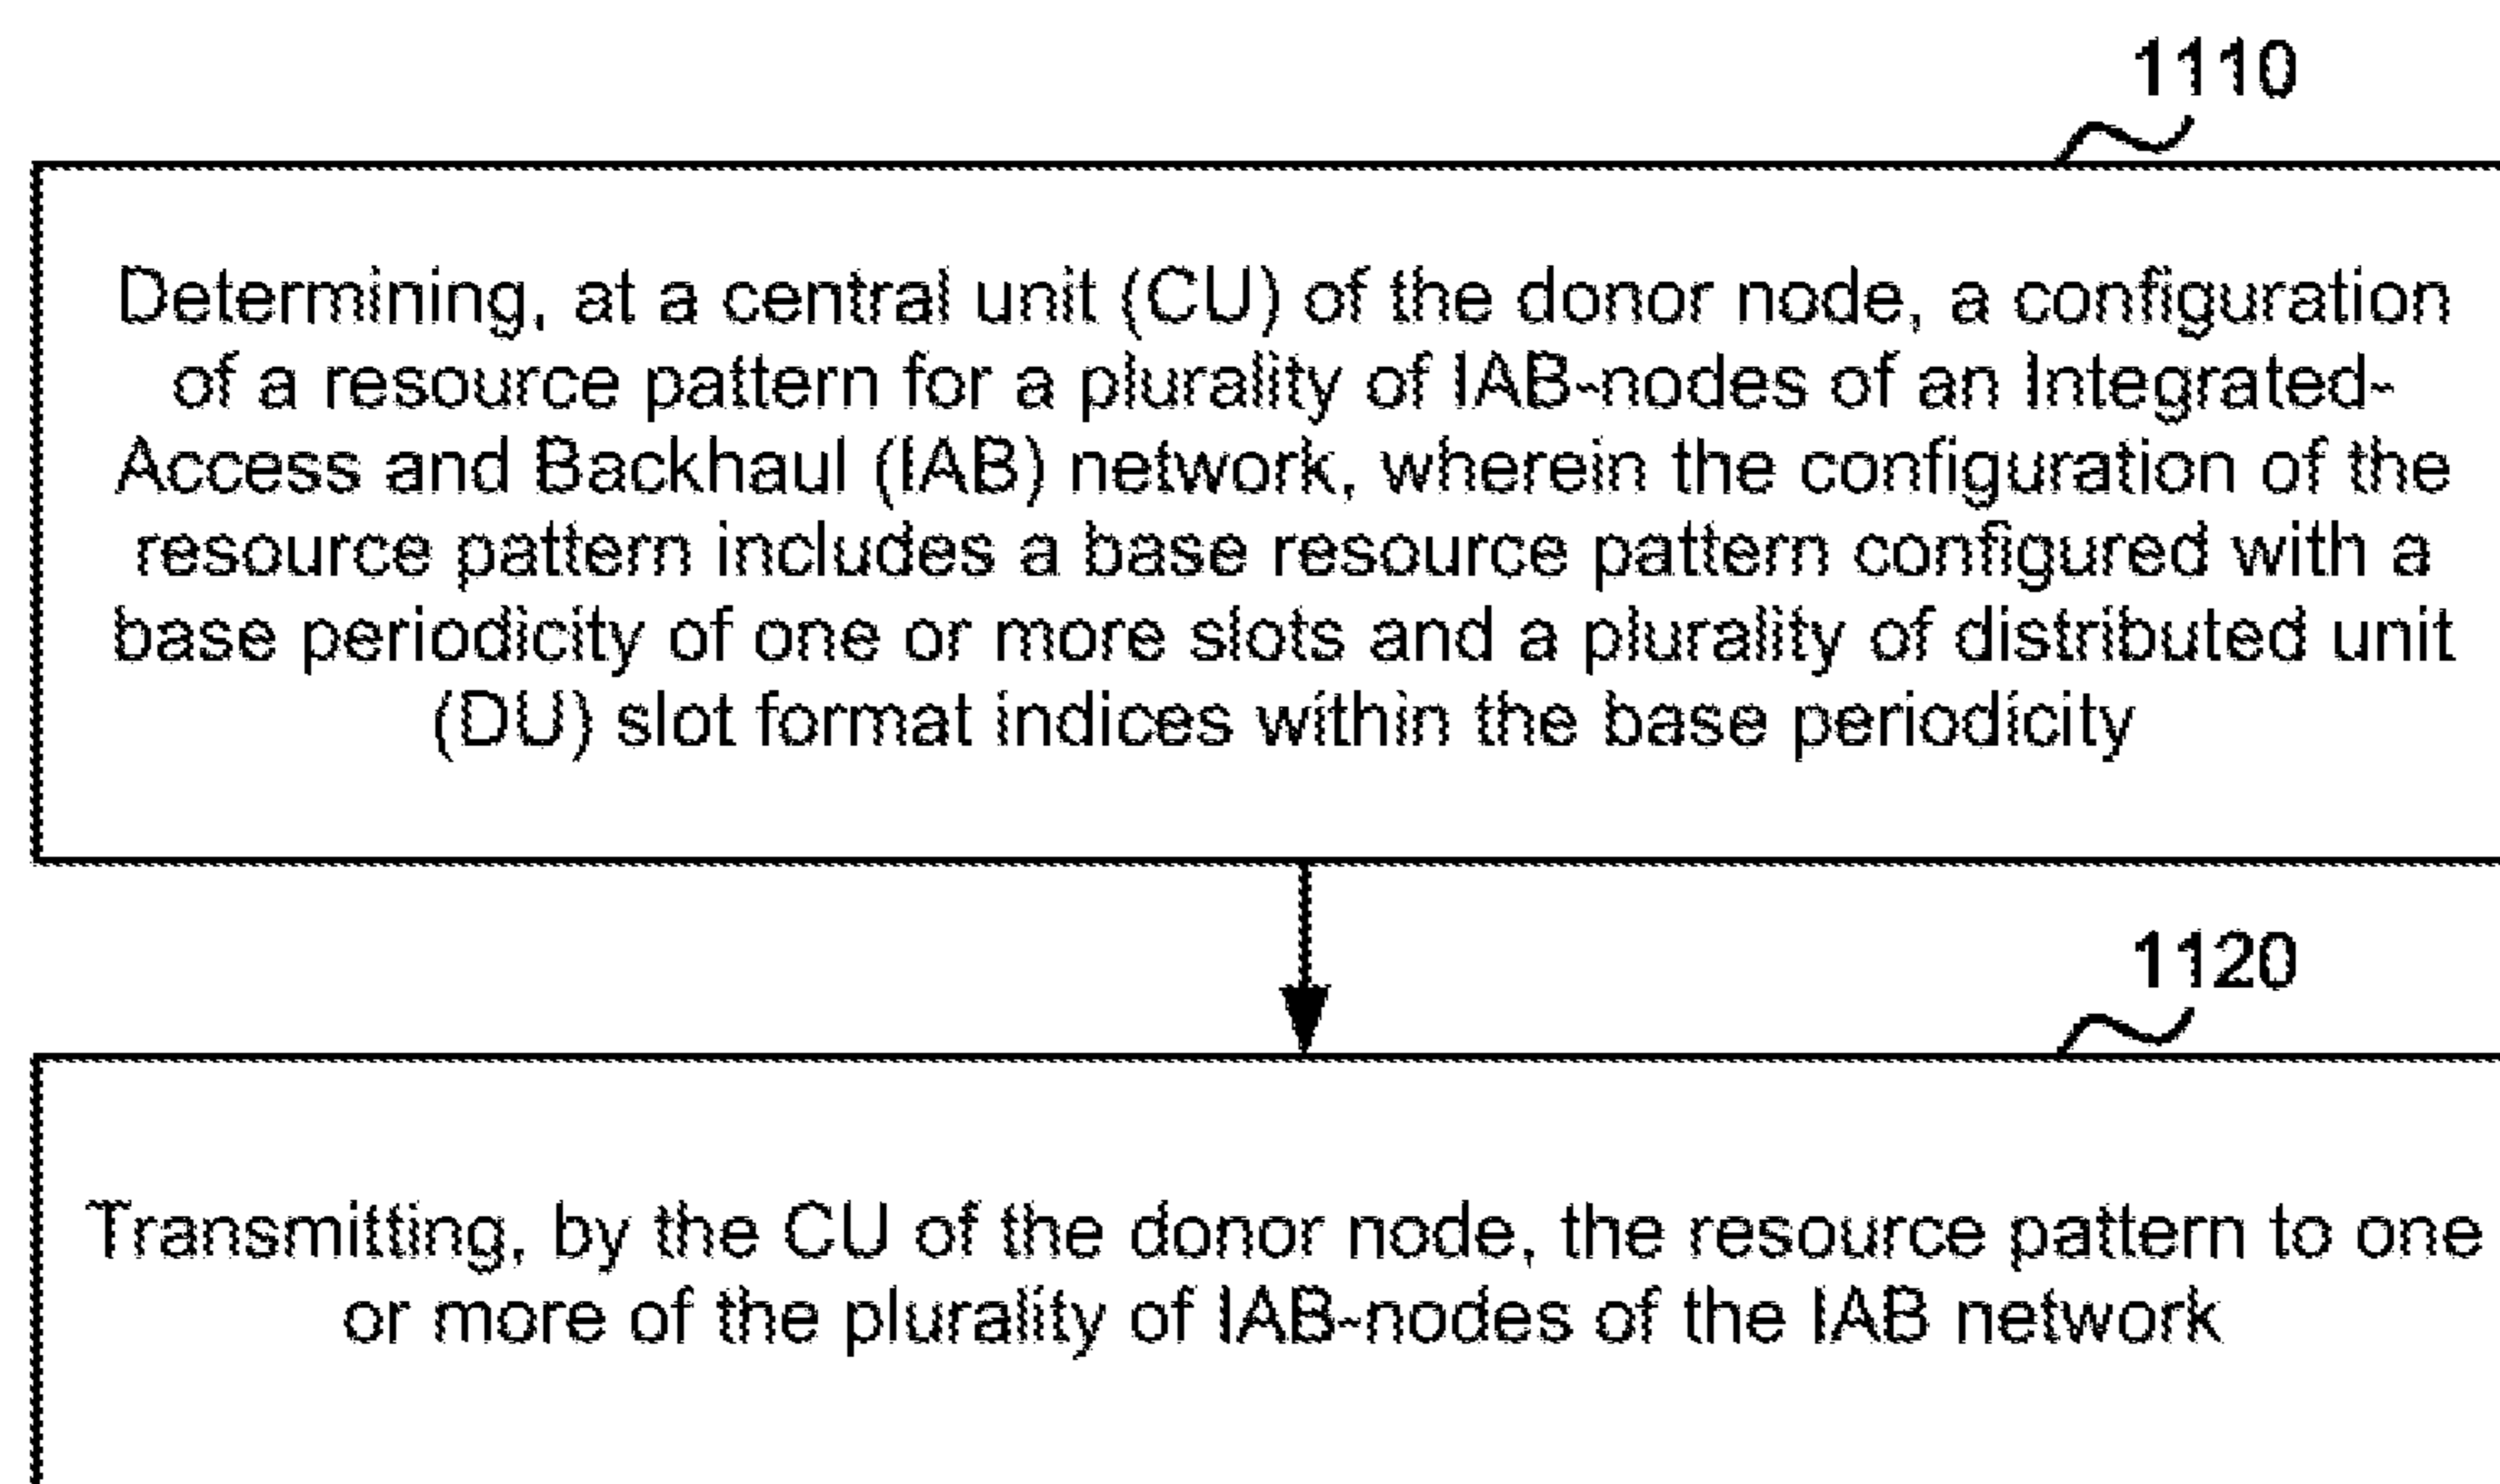 1110
Determining, at a central unit (CU) of the donor node, a configuration
of a resource pattern for a plurality of IAB-nodes of an Integrated-
Access and Backhaul (IAB) network, wherein the configuration of the
resource pattern includes a base resource pattern configured with a
base periodicity of one or more slots and a plurality of distributed unit
(DU) slot format indices within the base periodicity
1120
Transmitting, by the CU of the donor node, the resource pattern to one
or more of the plurality of IAB-nodes of the IAB network